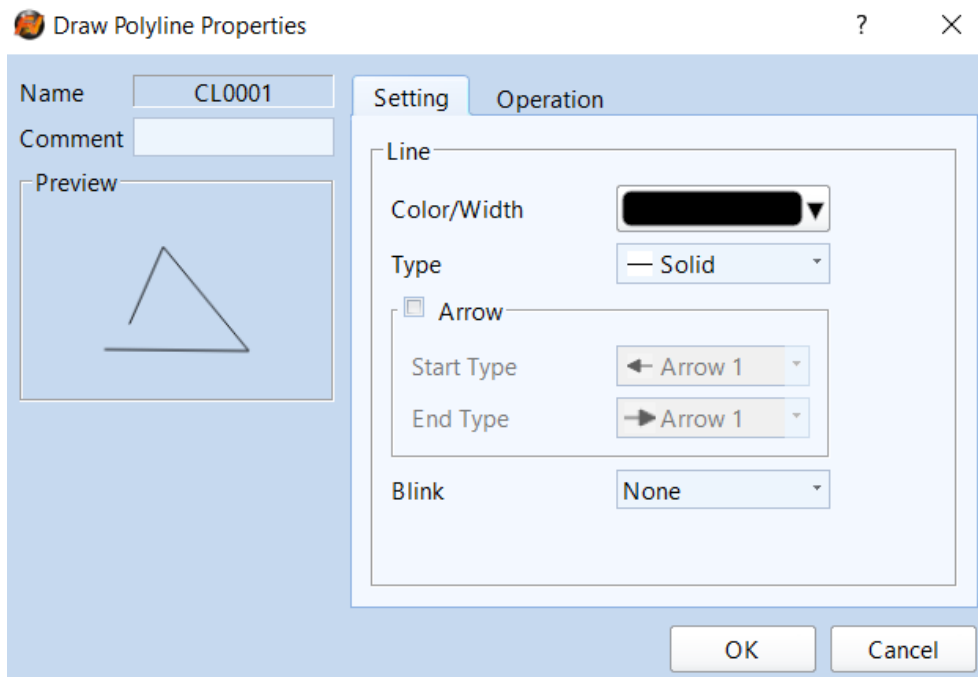 Draw Polyline Properties ? ×
Name CL0001
Comment
Preview
Setting Operation
Line
Color/Width
Type Solid
Arrow
Start Type Arrow 1
End Type Arrow 1
Blink None
OK Cancel